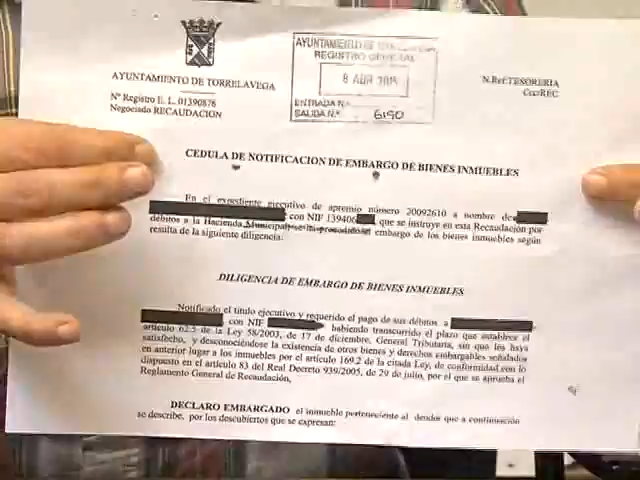 AYUNTAMIENTO DE TORRELAVEGA
Nº Registro E. L. 01390876
Negociado RECAUDACIÓN
AYUNTAMIENTO DE
REGISTRO GENERAL
8 ABR 2015
ENTRADA N.º
SALIDA N.º 6190
N.Ref:TESORERIA
Cec/REC
CEDULA DE NOTIFICACION DE EMBARGO DE BIENES INMUEBLES
En el expediente ejecutivo de apremio número 20092610 a nombre de
con NIF 139406 que se instruye en esta Recaudación por
débitos a la Hacienda Municipal se ha procedido al embargo de los bienes inmuebles según
resulta de la siguiente diligencia:
DILIGENCIA DE EMBARGO DE BIENES INMUEBLES
Notificado el titulo ejecutivo y requerido el pago de sus débitos a
con NIF habiendo transcurrido el plazo que establece el
artículo 62.5 de la Ley 58/2003, de 17 de diciembre, General Tributaria, sin que los haya
satisfecho, y desconociéndose la existencia de otros bienes y derechos embargables señalados
en anterior lugar a los inmuebles por el artículo 169.2 de la citada Ley, de conformidad con lo
dispuesto en el artículo 83 del Real Decreto 939/2005, de 29 de julio, por el que se aprueba el
Reglamento General de Recaudación,
DECLARO EMBARGADO el inmueble perteneciente al deudor que a continuación
se describe, por los descubiertos que se expresan: